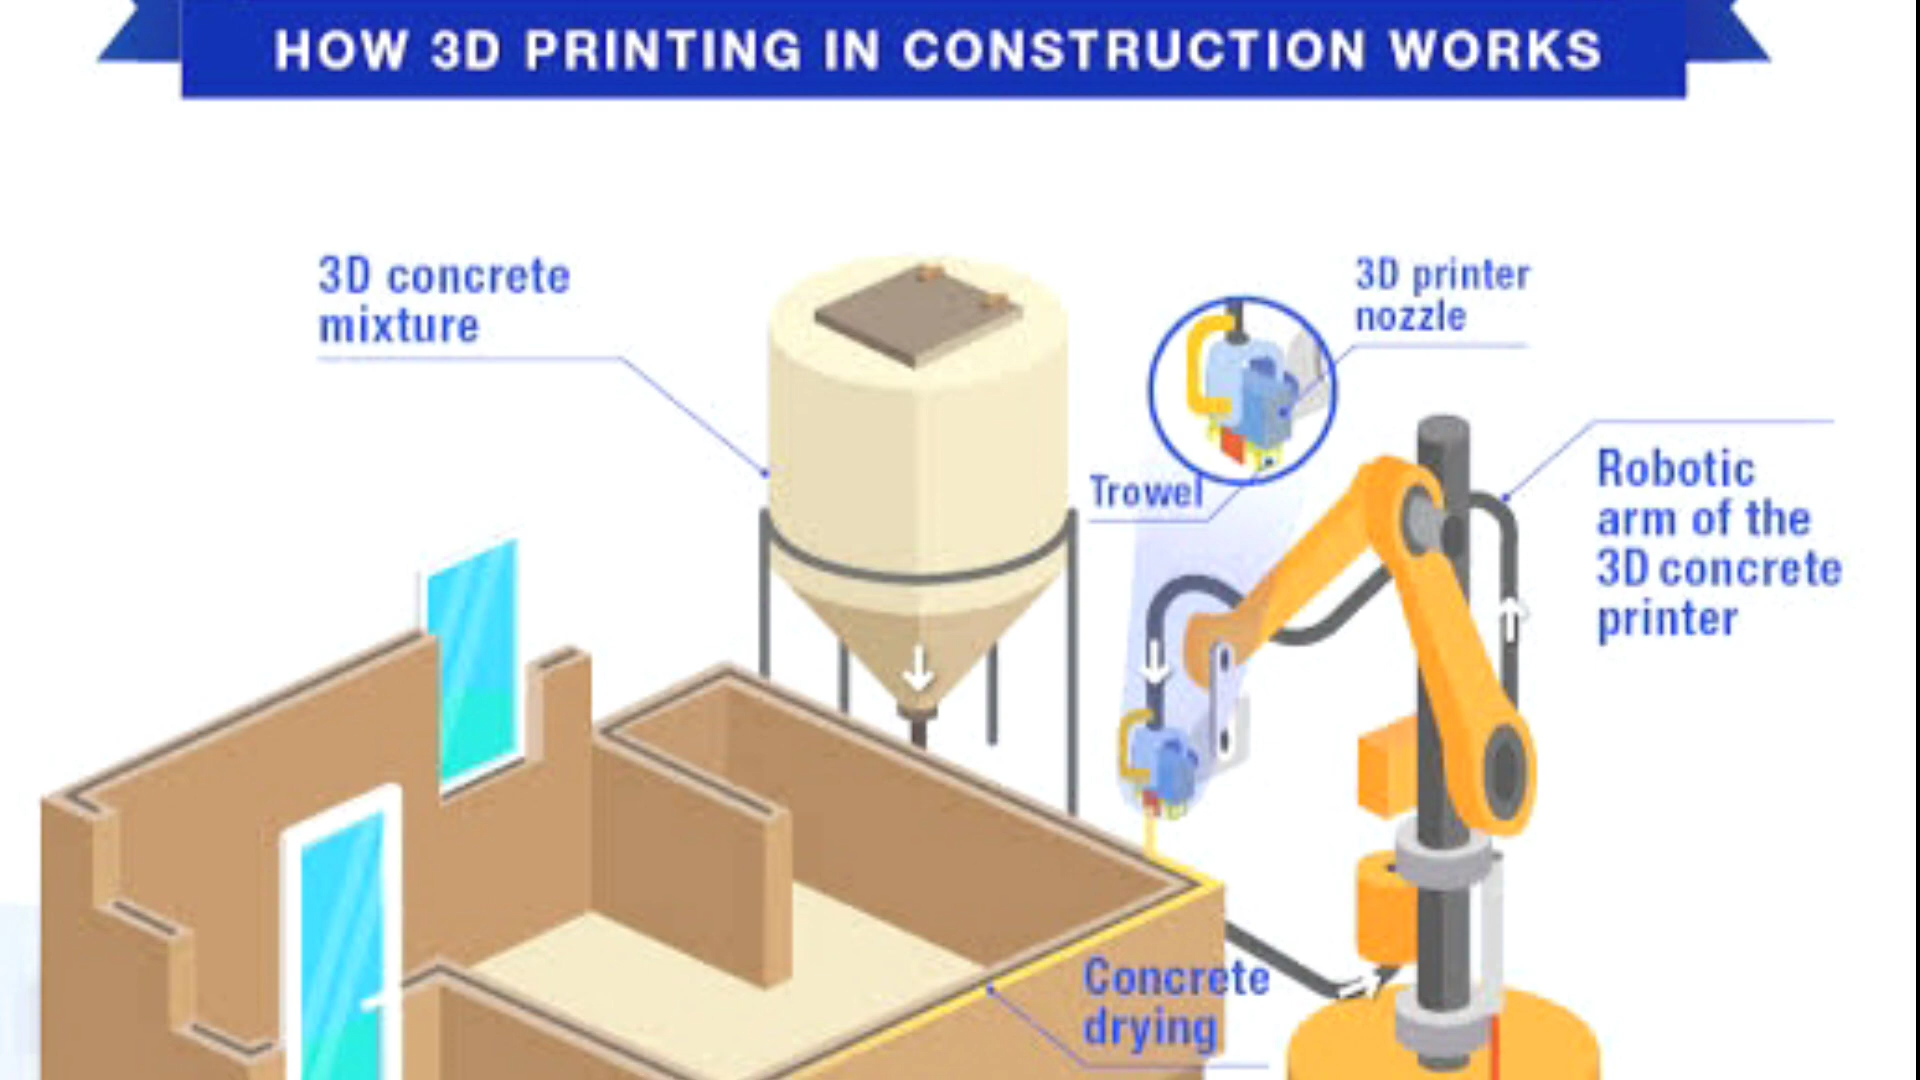 HOW 3D PRINTING IN CONSTRUCTION WORKS
3D concrete
mixture
3D printer
nozzle
Trowel
Robotic
arm of the
3D concrete
printer
Concrete
drying